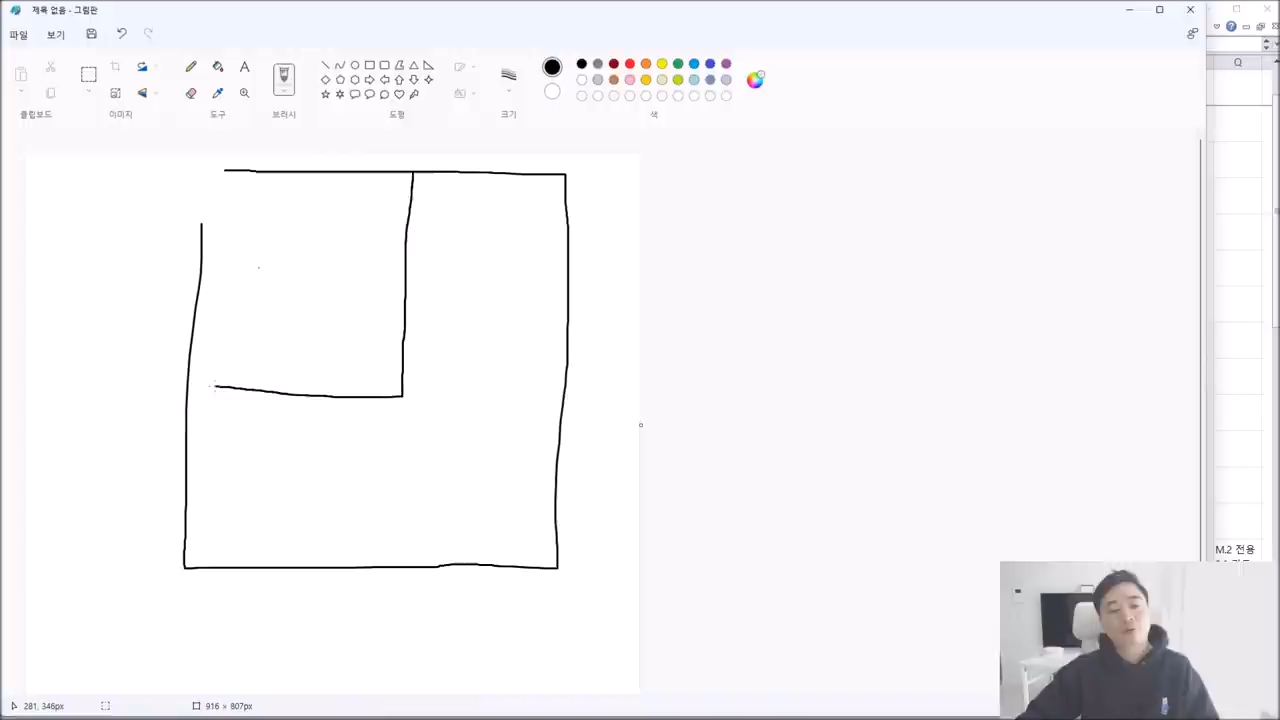 제목 없음 - 그림판
파일
보기
A
클립보드
이미지
도구
브러시
도형
크기
색
Q
M.2 전용
281, 346px
916 × 807px